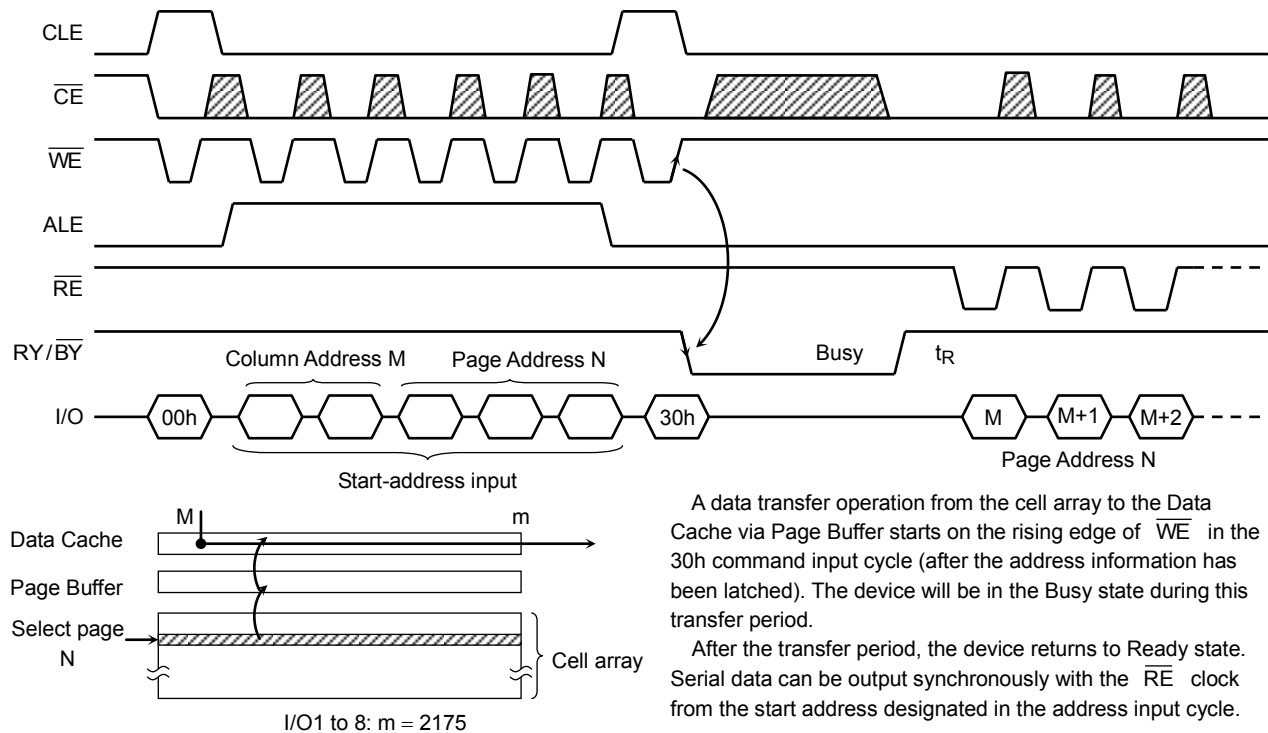 CLE
CE
WE
ALE
RE
RY/BY
Busy
tR
Column Address M
Page Address N
I/O
00h
30h
M
M+1
M+2
Start-address input
Page Address N
M
m
Data Cache
Page Buffer
Select page
N
Cell array
I/O1 to 8: m = 2175
A data transfer operation from the cell array to the Data
Cache via Page Buffer starts on the rising edge of WE in the
30h command input cycle (after the address information has
been latched). The device will be in the Busy state during this
transfer period.
After the transfer period, the device returns to Ready state.
Serial data can be output synchronously with the RE clock
from the start address designated in the address input cycle.